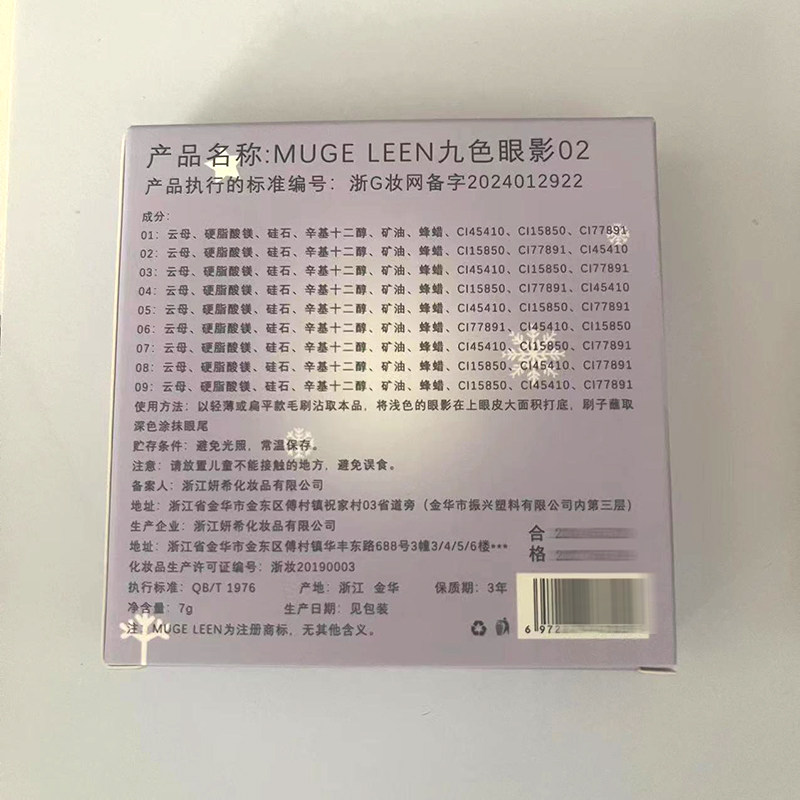 产品名称:MUGE LEEN九色眼影02
产品执行的标准编号：浙G妆网备字2024012922
成分:
01：云母、硬脂酸镁、硅石、辛基十二醇、矿油、蜂蜡、CI45410、CI15850、CI77891
02：云母、硬脂酸镁、硅石、辛基十二醇、矿油、蜂蜡、CI15850、CI77891、CI45410
03：云母、硬脂酸镁、硅石、辛基十二醇、矿油、蜂蜡、CI45410、CI15850、CI77891
04：云母、硬脂酸镁、硅石、辛基十二醇、矿油、蜂蜡、CI15850、CI77891、CI45410
05：云母、硬脂酸镁、硅石、辛基十二醇、矿油、蜂蜡、CI45410、CI15850、CI77891
06：云母、硬脂酸镁、硅石、辛基十二醇、矿油、蜂蜡、CI77891、CI45410、CI15850
07：云母、硬脂酸镁、硅石、辛基十二醇、矿油、蜂蜡、CI45410、CI15850、CI77891
08：云母、硬脂酸镁、硅石、辛基十二醇、矿油、蜂蜡、CI15850、CI45410、CI77891
09：云母、硬脂酸镁、硅石、辛基十二醇、矿油、蜂蜡、CI15850、CI45410、CI77891
使用方法：以轻薄或扁平款毛刷沾取本品，将浅色的眼影在上眼皮大面积打底，刷子蘸取
深色涂抹眼尾
贮存条件：避免光照，常温保存。
注意：请放置儿童不能接触的地方，避免误食。
备案人：浙江妍希化妆品有限公司
地址：浙江省金华市金东区傅村镇祝家村03省道旁（金华市振兴塑料有限公司内第三层）
生产企业：浙江妍希化妆品有限公司
地址：浙江省金华市金东区傅村镇华丰东路688号3幢3/4/5/6楼***
化妆品生产许可证编号：浙妆20190003
执行标准：QB/T 1976 产地：浙江 金华 保质期：3年
净含量：7g 生产日期：见包装
注：MUGE LEEN为注册商标，无其他含义。
合
格
6 972